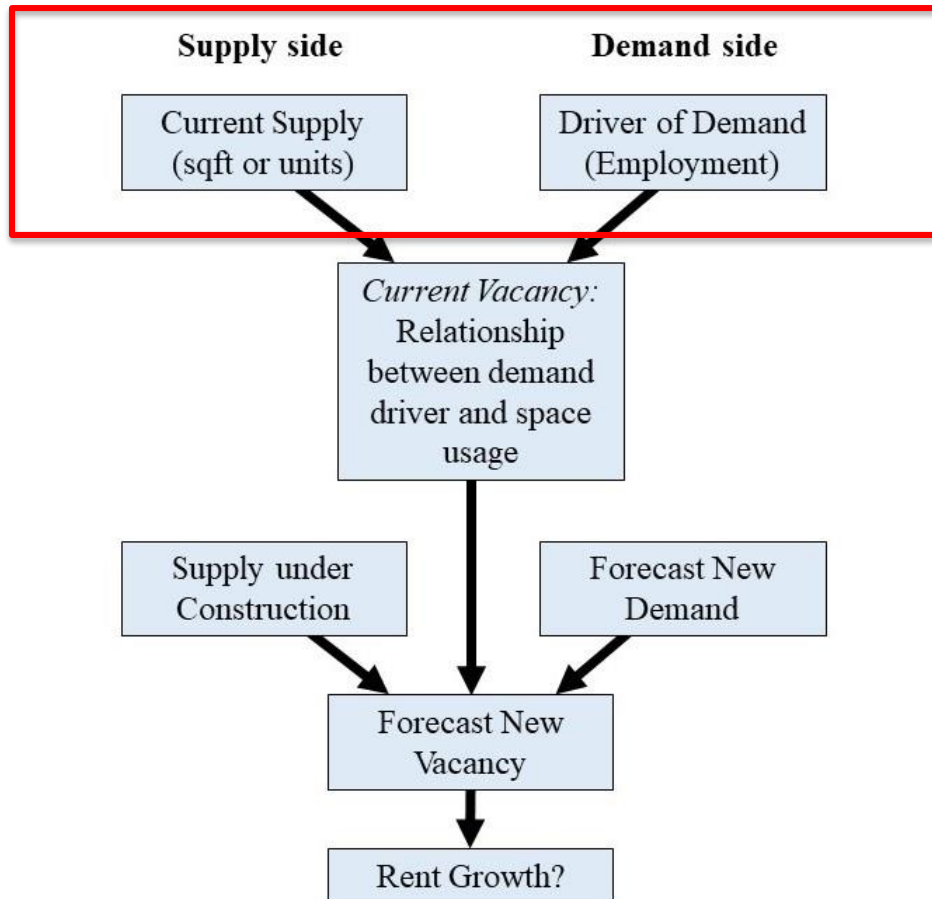 Supply side
Demand side
Current Supply
(sqft or units)
Driver of Demand
(Employment)
Current Vacancy:
Relationship
between demand
driver and space
usage
Supply under
Construction
Forecast New
Demand
Forecast New
Vacancy
Rent Growth?